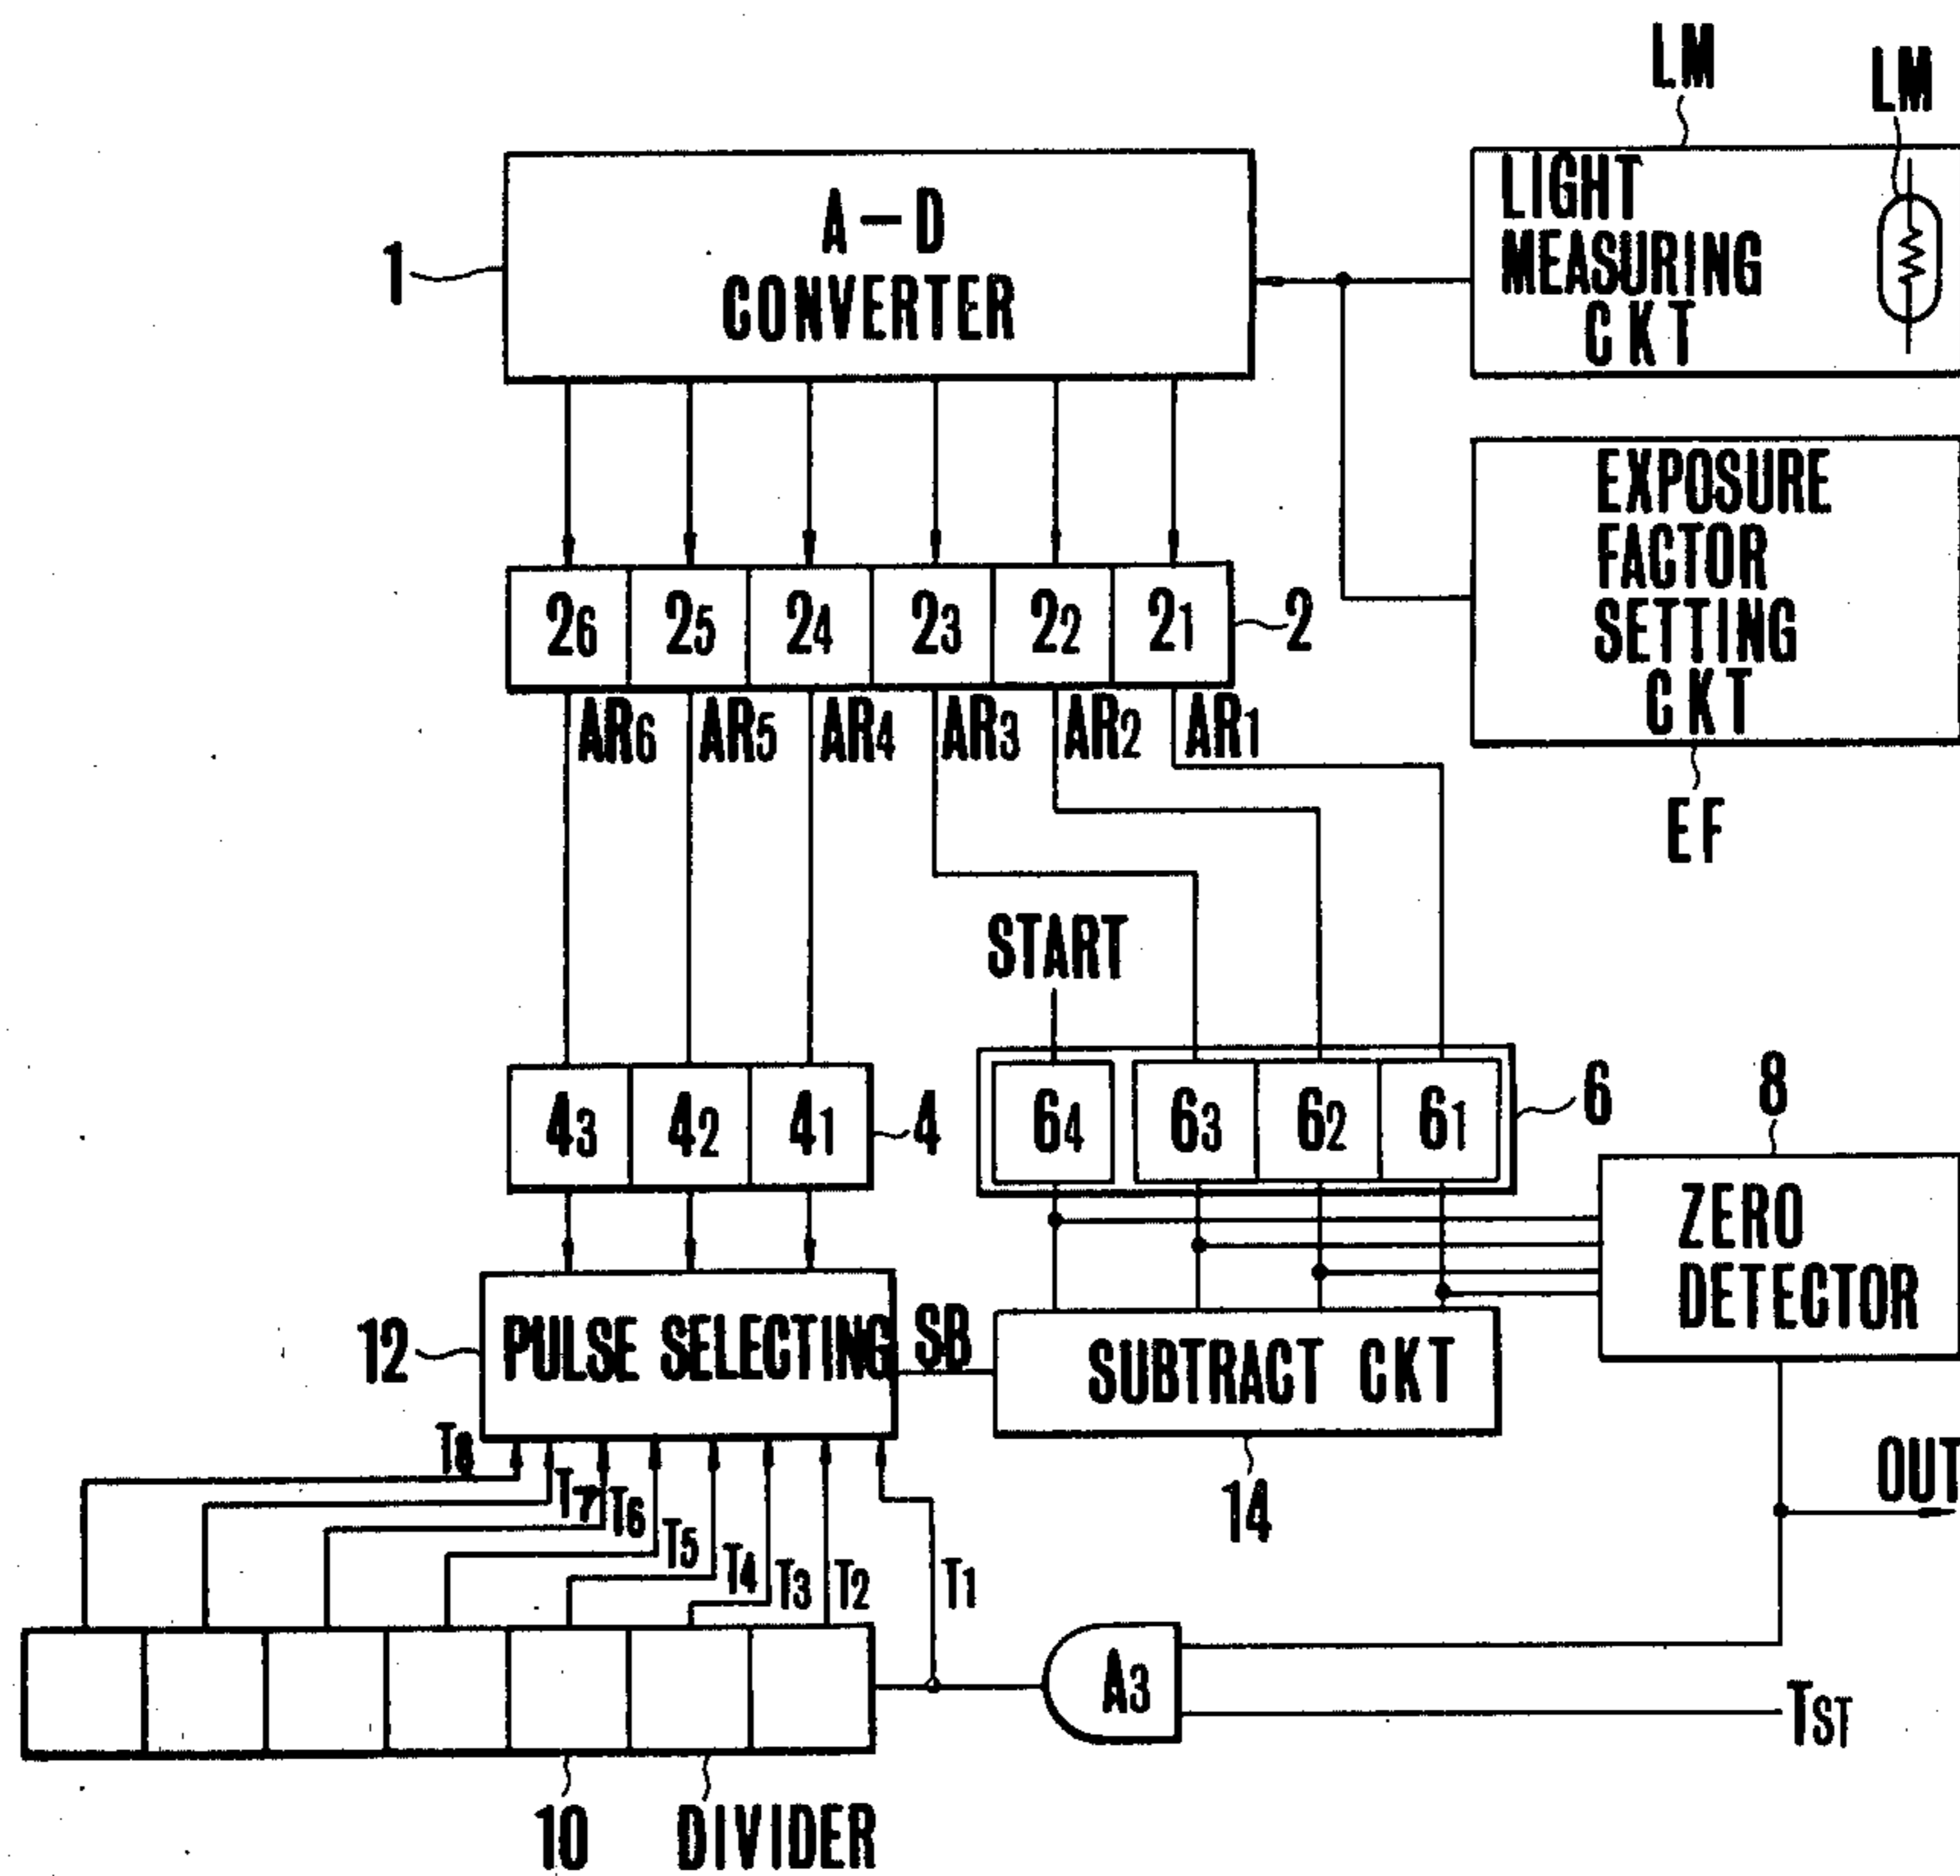 LM
LM
A-D
CONVERTER
1
LIGHT
MEASURING
CKT
EXPOSURE
FACTOR
SETTING
CKT
EF
26 25 24 23 22 21
2
AR6 AR5 AR4 AR3 AR2 AR1
START
43 42 41
4
64 63 62 61
6
8
ZERO
DETECTOR
12
PULSE SELECTING
SB
SUBTRACT CKT
14
OUT
T8 T7 T6 T5 T4 T3 T2 T1
A3
TST
10
DIVIDER